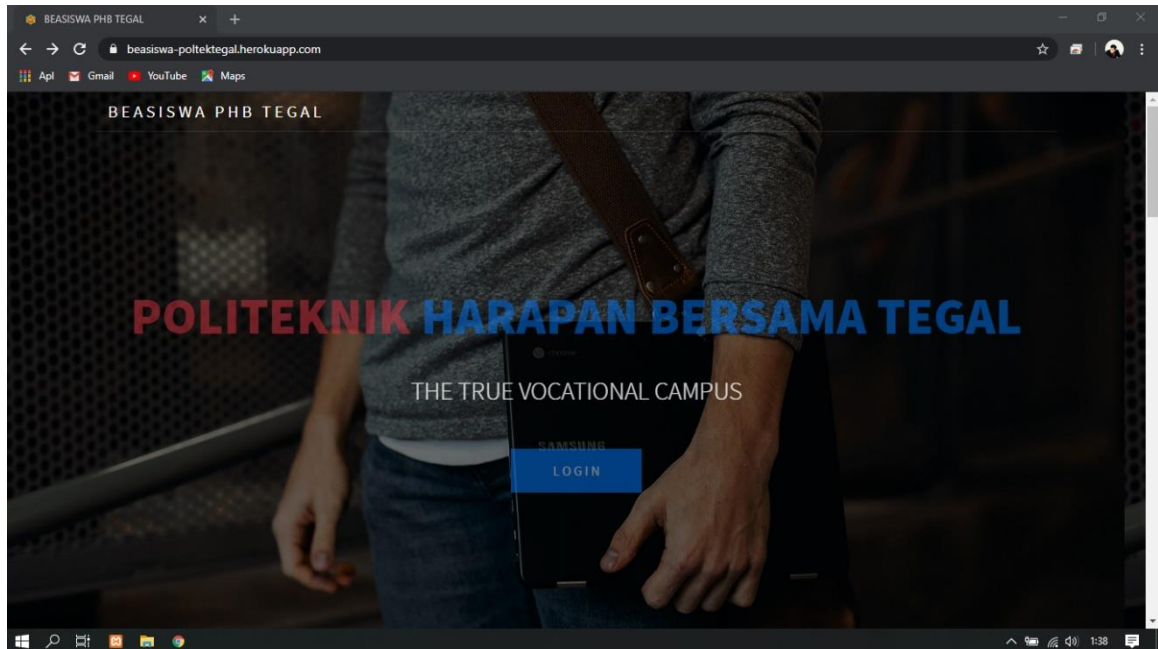 BEASISWA PHB TEGAL
beasiswa-poltektegal.herokuapp.com
Apl Gmail YouTube Maps
BEASISWA PHB TEGAL
POLITEKNIK HARAPAN BERSAMA TEGAL
chrome
THE TRUE VOCATIONAL CAMPUS
SAMSUNG
LOGIN
1:38